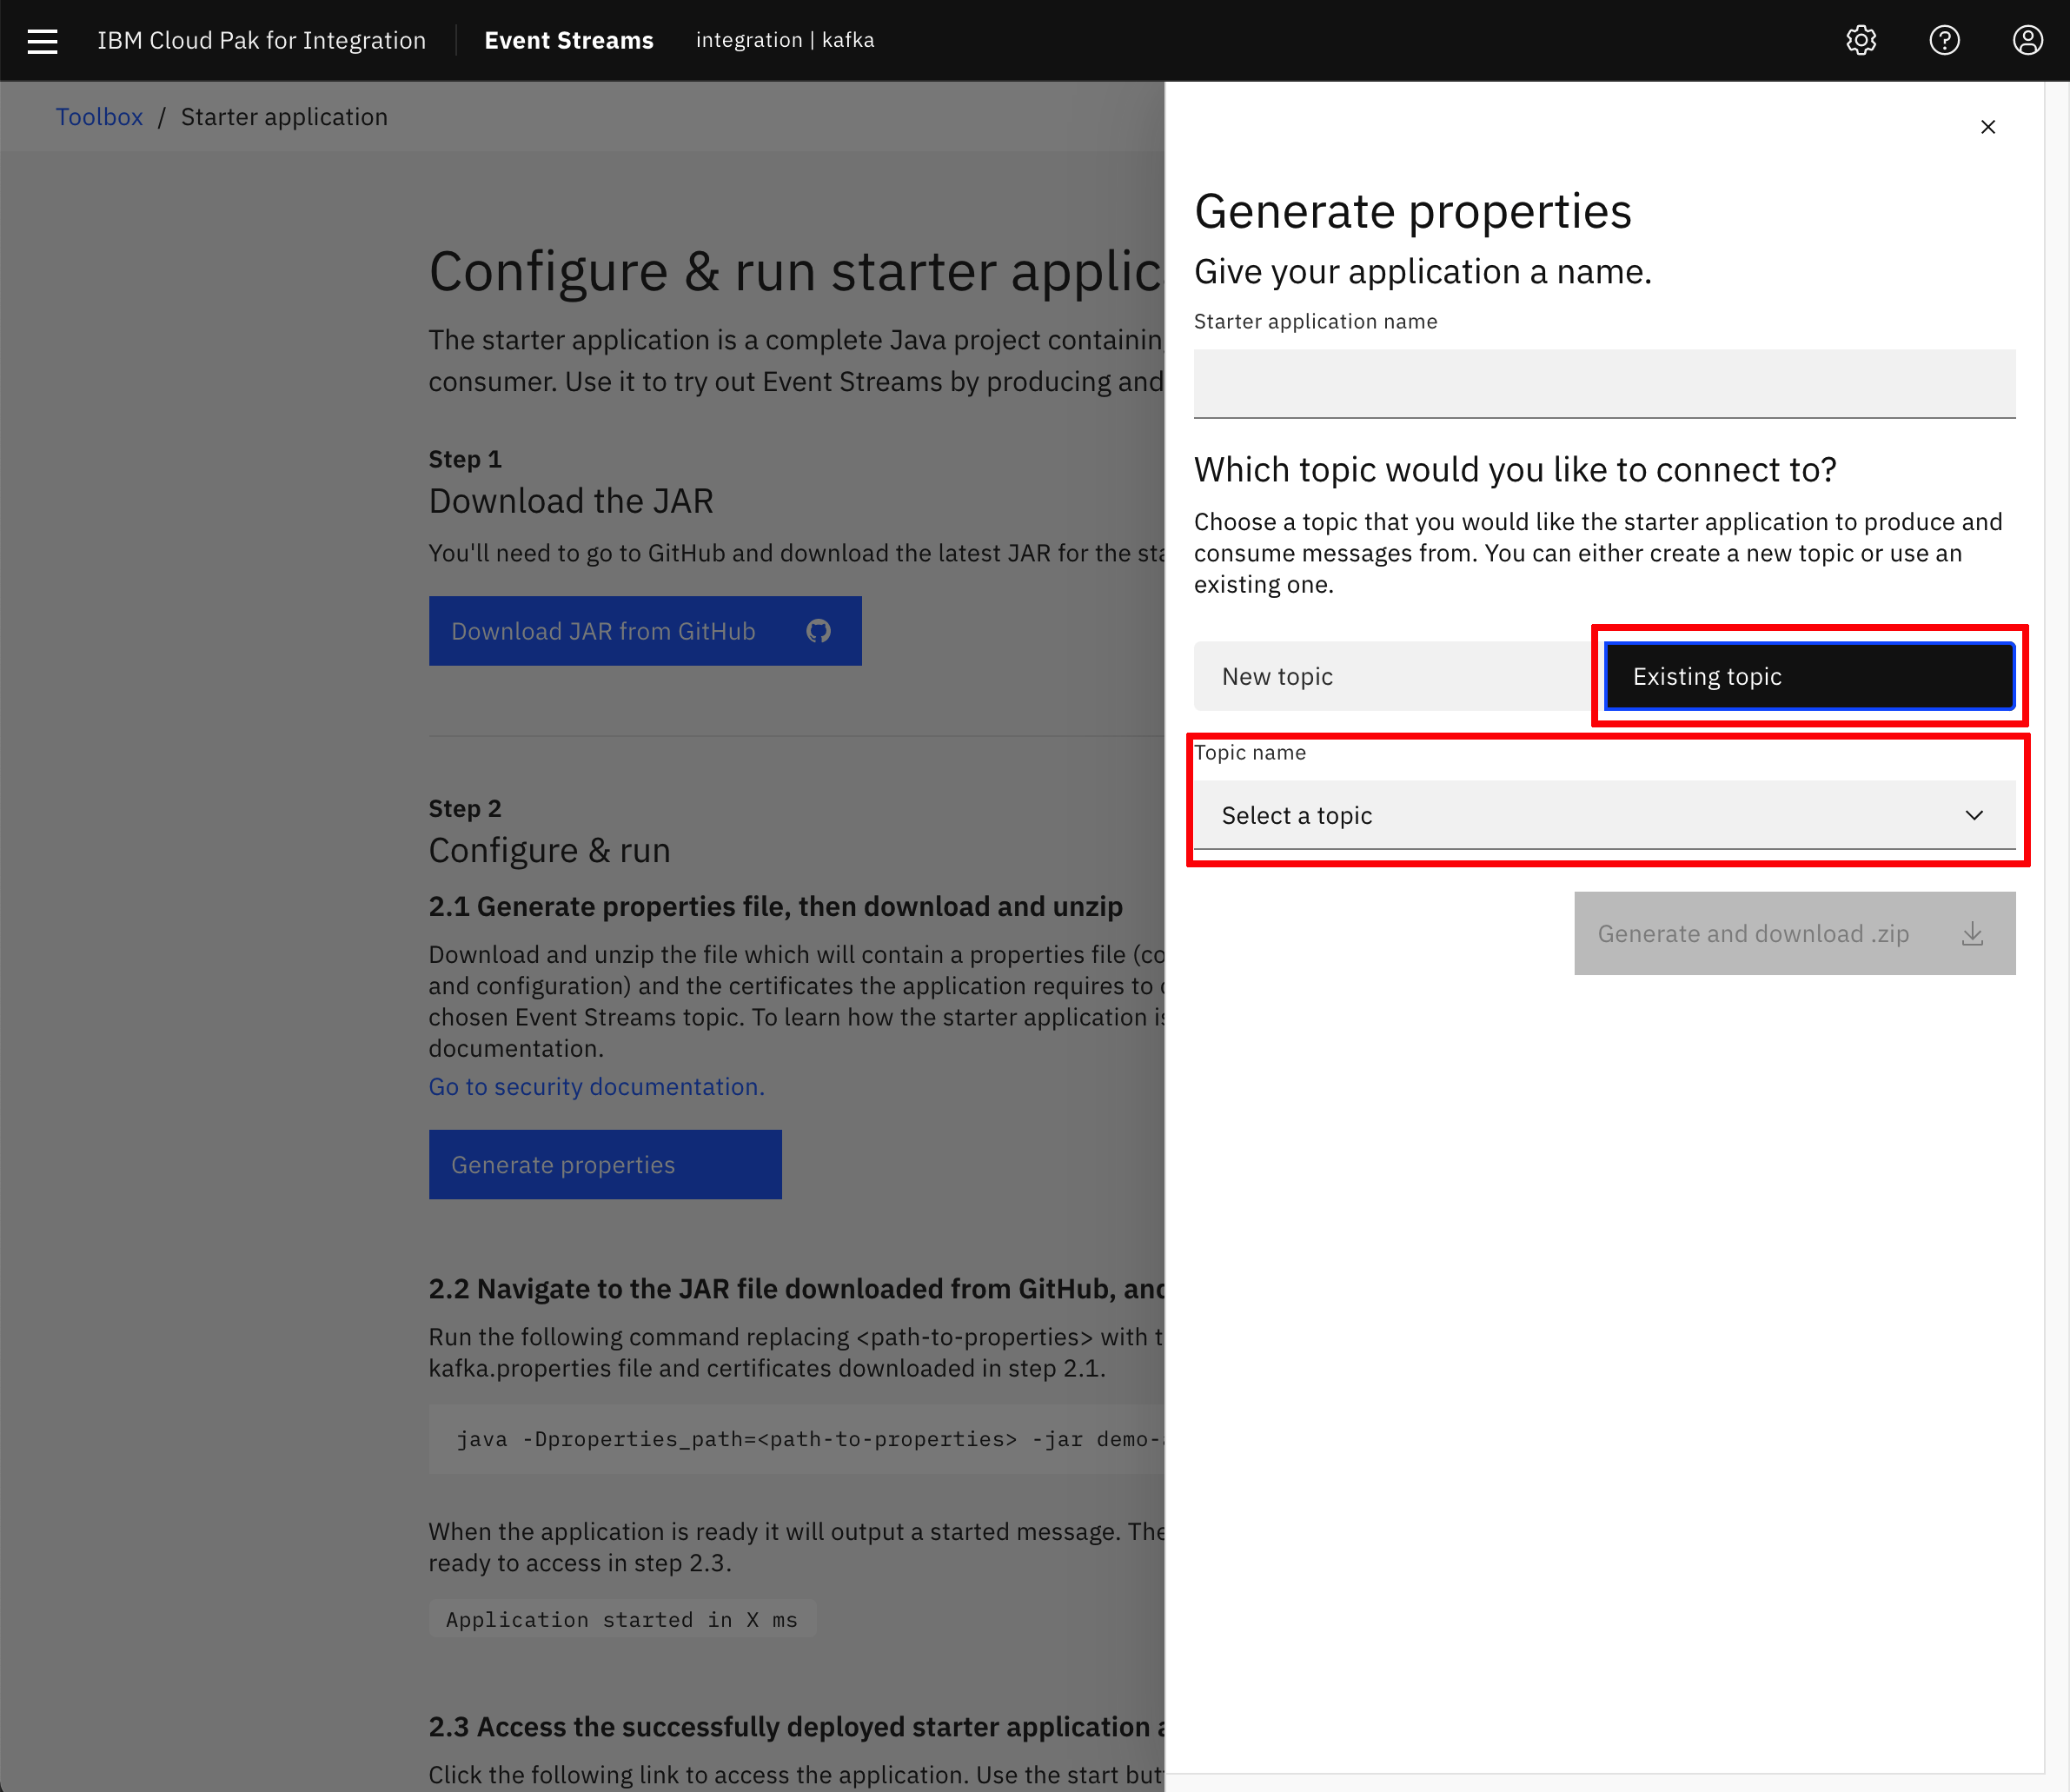 IBM Cloud Pak for Integration Event Streams integration | kafka
Toolbox / Starter application
Configure & run starter applic
The starter application is a complete Java project containin
consumer. Use it to try out Event Streams by producing and
Step 1
Download the JAR
You'll need to go to GitHub and download the latest JAR for the sta
Download JAR from GitHub
Step 2
Configure & run
2.1 Generate properties file, then download and unzip
Download and unzip the file which will contain a properties file (co
and configuration) and the certificates the application requires to
chosen Event Streams topic. To learn how the starter application is
documentation.
Go to security documentation.
Generate properties
2.2 Navigate to the JAR file downloaded from GitHub, and
Run the following command replacing <path-to-properties> with t
kafka.properties file and certificates downloaded in step 2.1.
java -Dproperties_path=<path-to-properties> -jar demo-
When the application is ready it will output a started message. The
ready to access in step 2.3.
Application started in X ms
2.3 Access the successfully deployed starter application a
Click the following link to access the application. Use the start but
Generate properties
Give your application a name.
Starter application name
Which topic would you like to connect to?
Choose a topic that you would like the starter application to produce and
consume messages from. You can either create a new topic or use an
existing one.
New topic
Existing topic
Topic name
Select a topic
Generate and download .zip